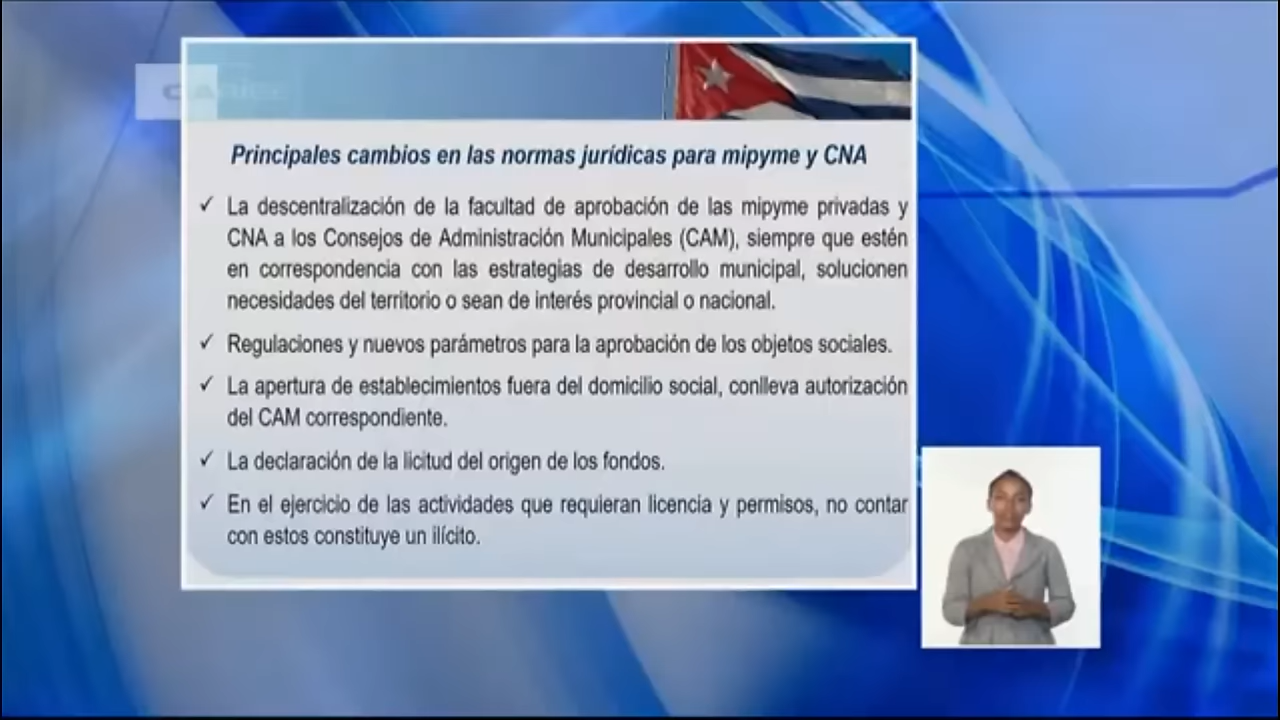 Principales cambios en las normas jurídicas para mipyme y CNA
✓ La descentralización de la facultad de aprobación de las mipyme privadas y
CNA a los Consejos de Administración Municipales (CAM), siempre que estén
en correspondencia con las estrategias de desarrollo municipal, solucionen
necesidades del territorio o sean de interés provincial o nacional.
✓ Regulaciones y nuevos parámetros para la aprobación de los objetos sociales.
✓ La apertura de establecimientos fuera del domicilio social, conlleva autorización
del CAM correspondiente.
✓ La declaración de la licitud del origen de los fondos.
✓ En el ejercicio de las actividades que requieran licencia y permisos, no contar
con estos constituye un ilícito.